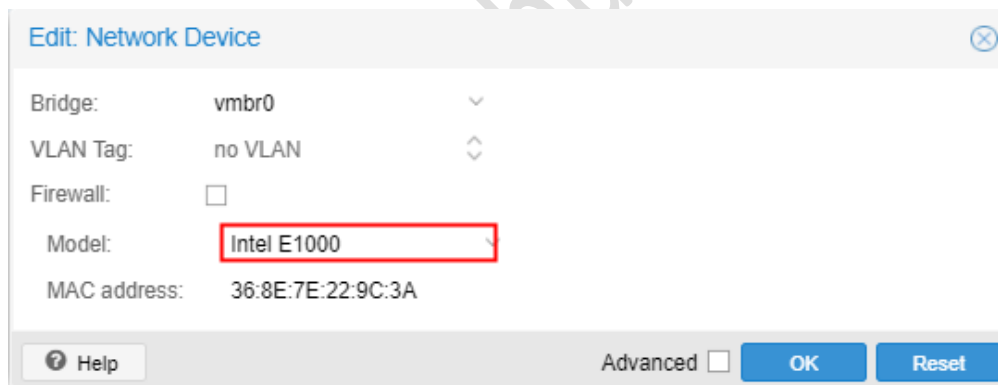 Edit: Network Device
Bridge: vmbr0
VLAN Tag: no VLAN
Firewall:
Model: Intel E1000
MAC address: 36:8E:7E:22:9C:3A
Help Advanced OK Reset